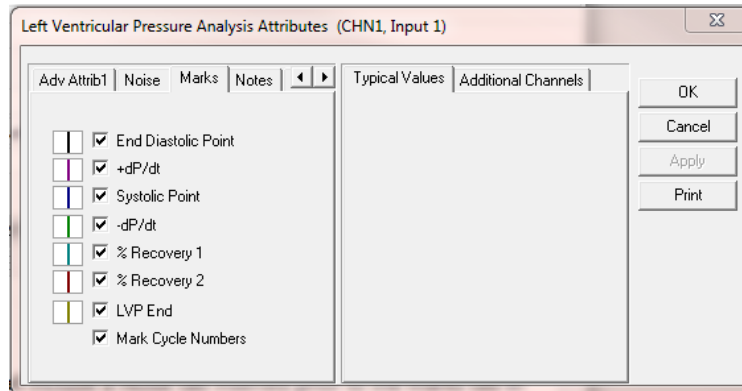 Left Ventricular Pressure Analysis Attributes (CHN1, Input 1)
Adv Attrib1 Noise Marks Notes
Typical Values Additional Channels
End Diastolic Point
+dP/dt
Systolic Point
-dP/dt
% Recovery 1
% Recovery 2
LVP End
Mark Cycle Numbers
OK
Cancel
Apply
Print